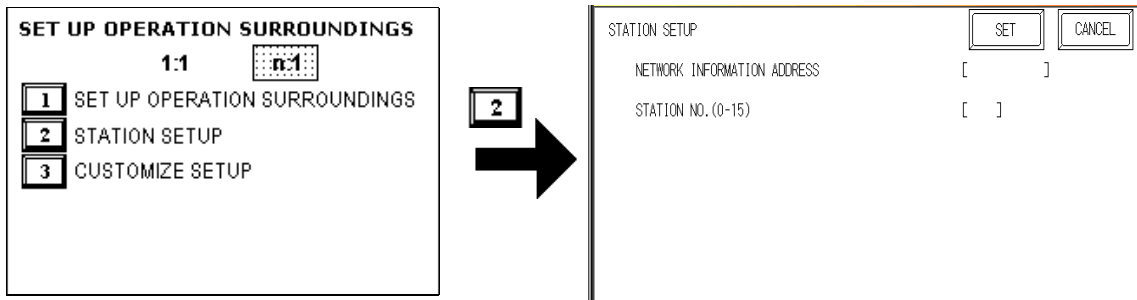 SET UP OPERATION SURROUNDINGS
1:1 n:1
1 SET UP OPERATION SURROUNDINGS
2 STATION SETUP
3 CUSTOMIZE SETUP
2
STATION SETUP SET CANCEL
NETWORK INFORMATION ADDRESS [ ]
STATION NO.(0-15) [ ]